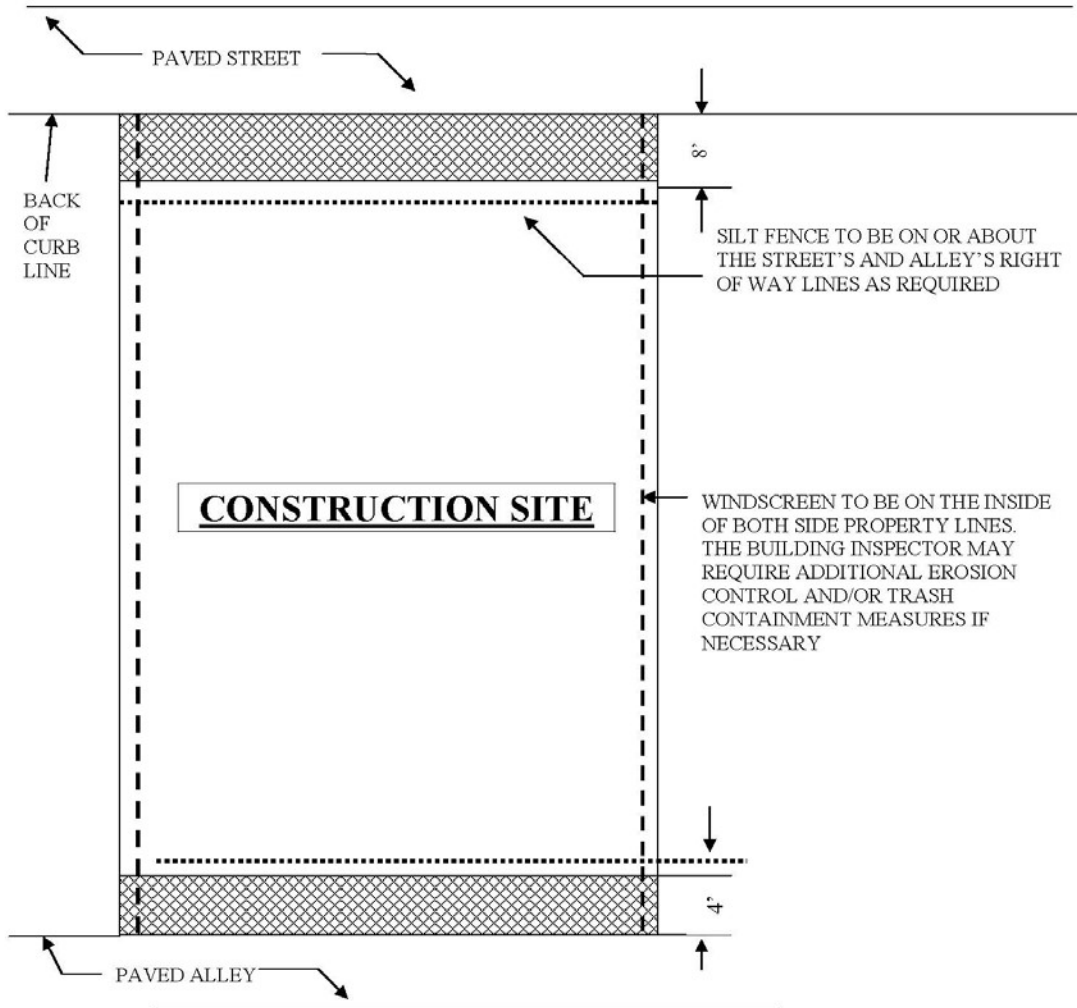 PAVED STREET
8'
BACK
OF
CURB
LINE
SILT FENCE TO BE ON OR ABOUT
THE STREET'S AND ALLEY'S RIGHT
OF WAY LINES AS REQUIRED
CONSTRUCTION SITE
WINDSCREEN TO BE ON THE INSIDE
OF BOTH SIDE PROPERTY LINES.
THE BUILDING INSPECTOR MAY
REQUIRE ADDITIONAL EROSION
CONTROL AND/OR TRASH
CONTAINMENT MEASURES IF
NECESSARY
4'
PAVED ALLEY